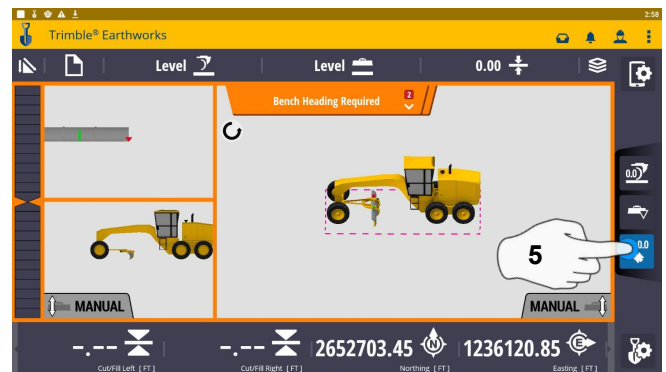 2:58
Trimble® Earthworks
Level
Level
0.00
Bench Heading Required
2
0.0
0.0
5
MANUAL
MANUAL
-.--
-.--
2652703.45
N
1236120.85
E
Cut/Fill Left [FT]
Cut/Fill Right [FT]
Northing [FT]
Easting [FT]